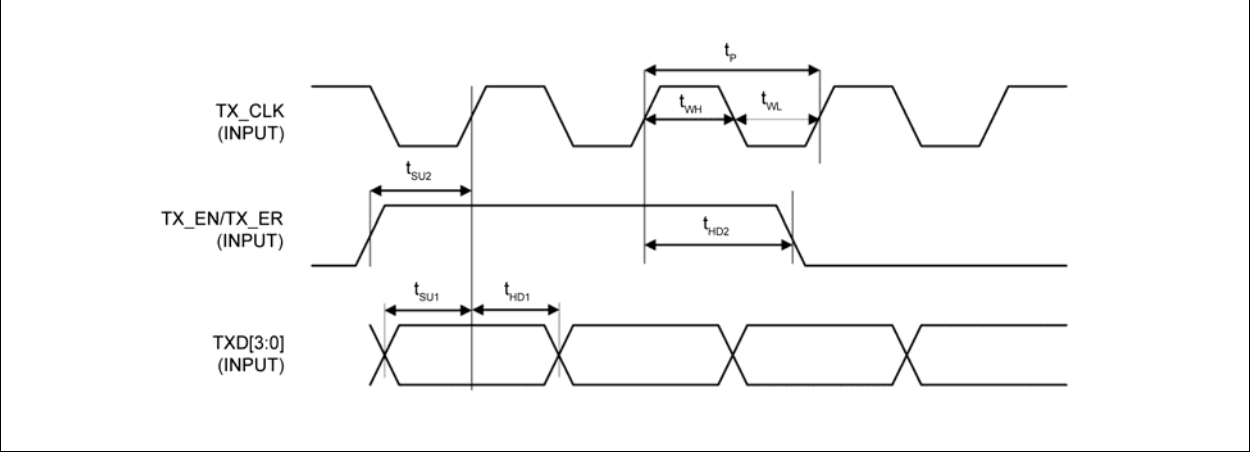 t_P
TX_CLK
(INPUT)
t_WH
t_WL
t_SU2
TX_EN/TX_ER
(INPUT)
t_HD2
t_SU1
t_HD1
TXD[3:0]
(INPUT)